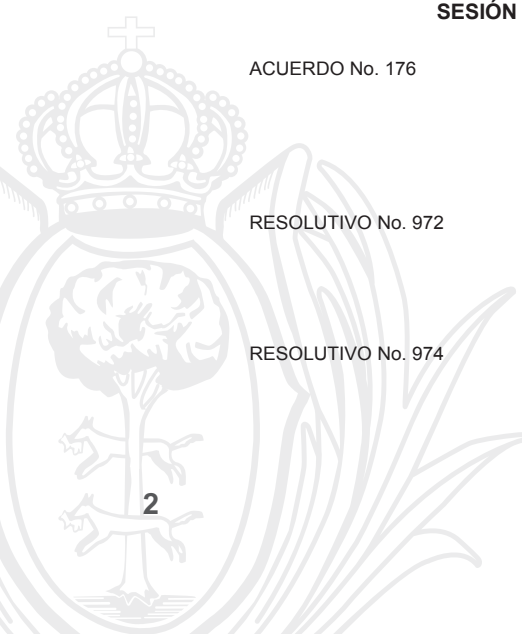 SESIÓN
ACUERDO No. 176
RESOLUTIVO No. 972
RESOLUTIVO No. 974
2